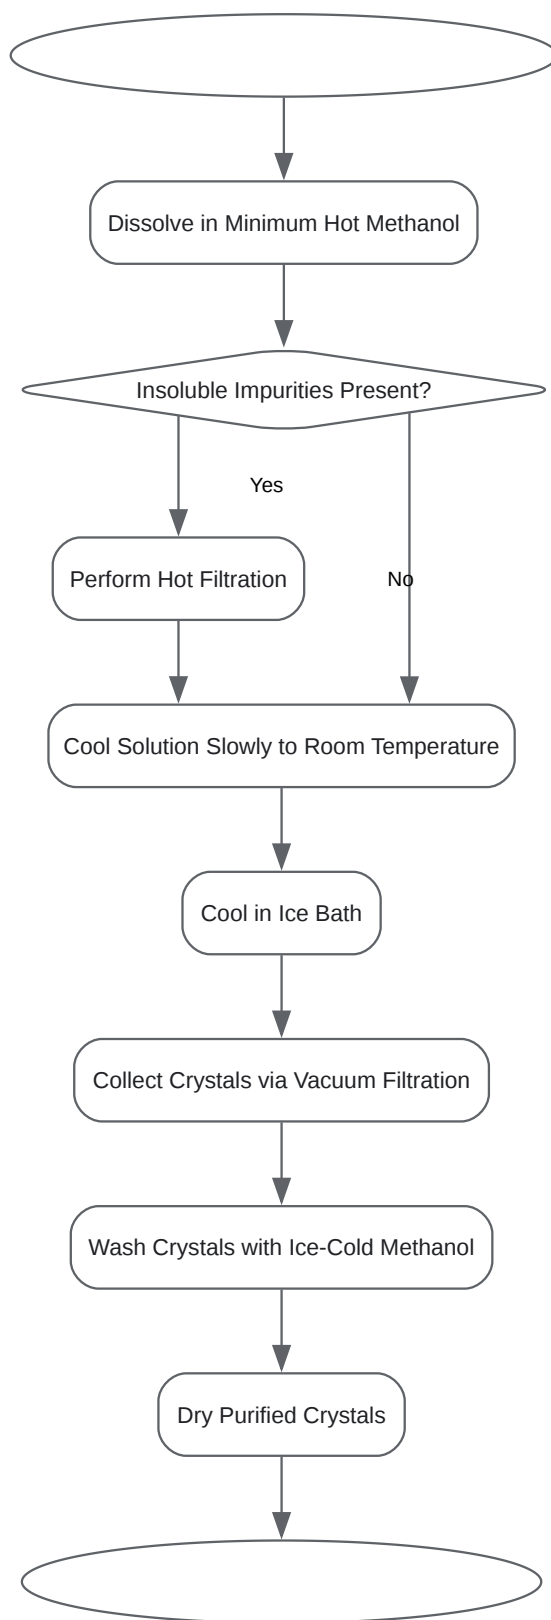 Dissolve in Minimum Hot Methanol
Insoluble Impurities Present?
Yes
Perform Hot Filtration
No
Cool Solution Slowly to Room Temperature
Cool in Ice Bath
Collect Crystals via Vacuum Filtration
Wash Crystals with Ice-Cold Methanol
Dry Purified Crystals